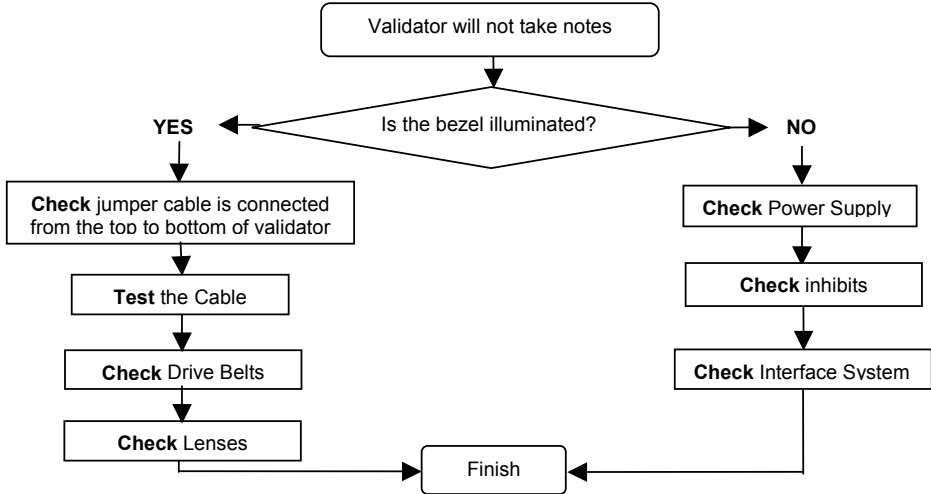 Validator will not take notes
Is the bezel illuminated?
YES
NO
Check jumper cable is connected
from the top to bottom of validator
Test the Cable
Check Drive Belts
Check Lenses
Check Power Supply
Check inhibits
Check Interface System
Finish